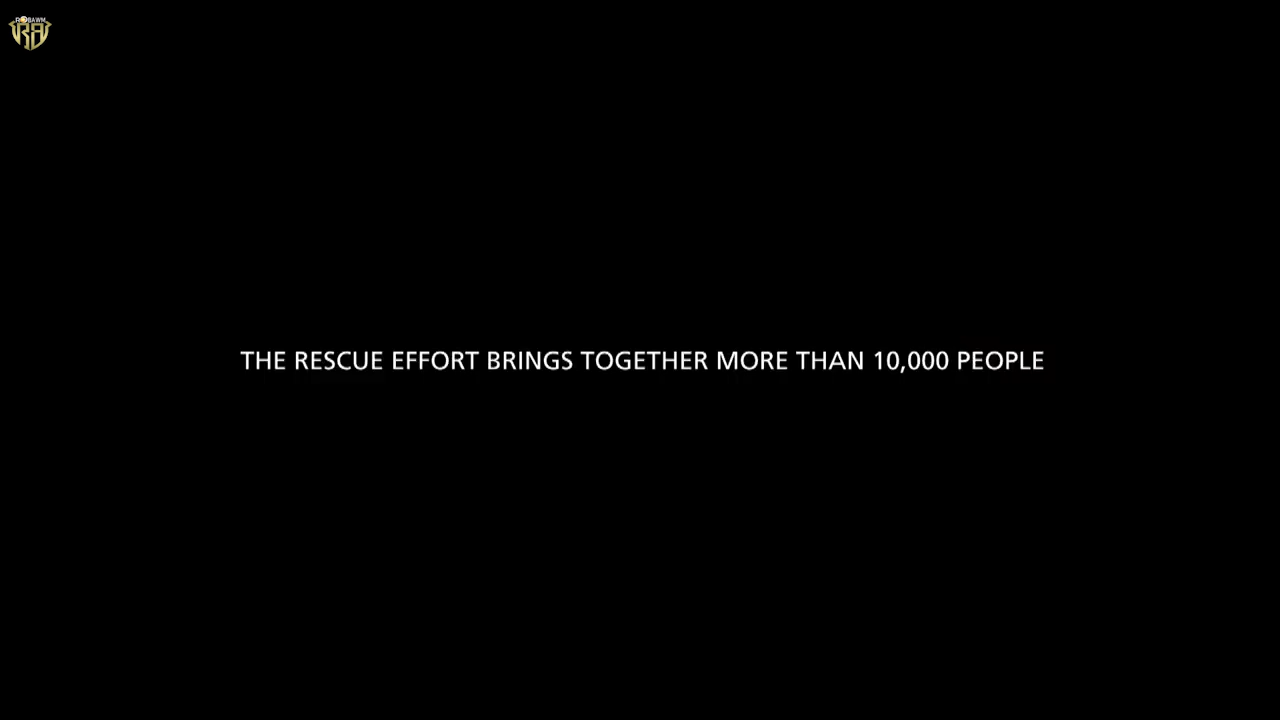 THE RESCUE EFFORT BRINGS TOGETHER MORE THAN 10,000 PEOPLE